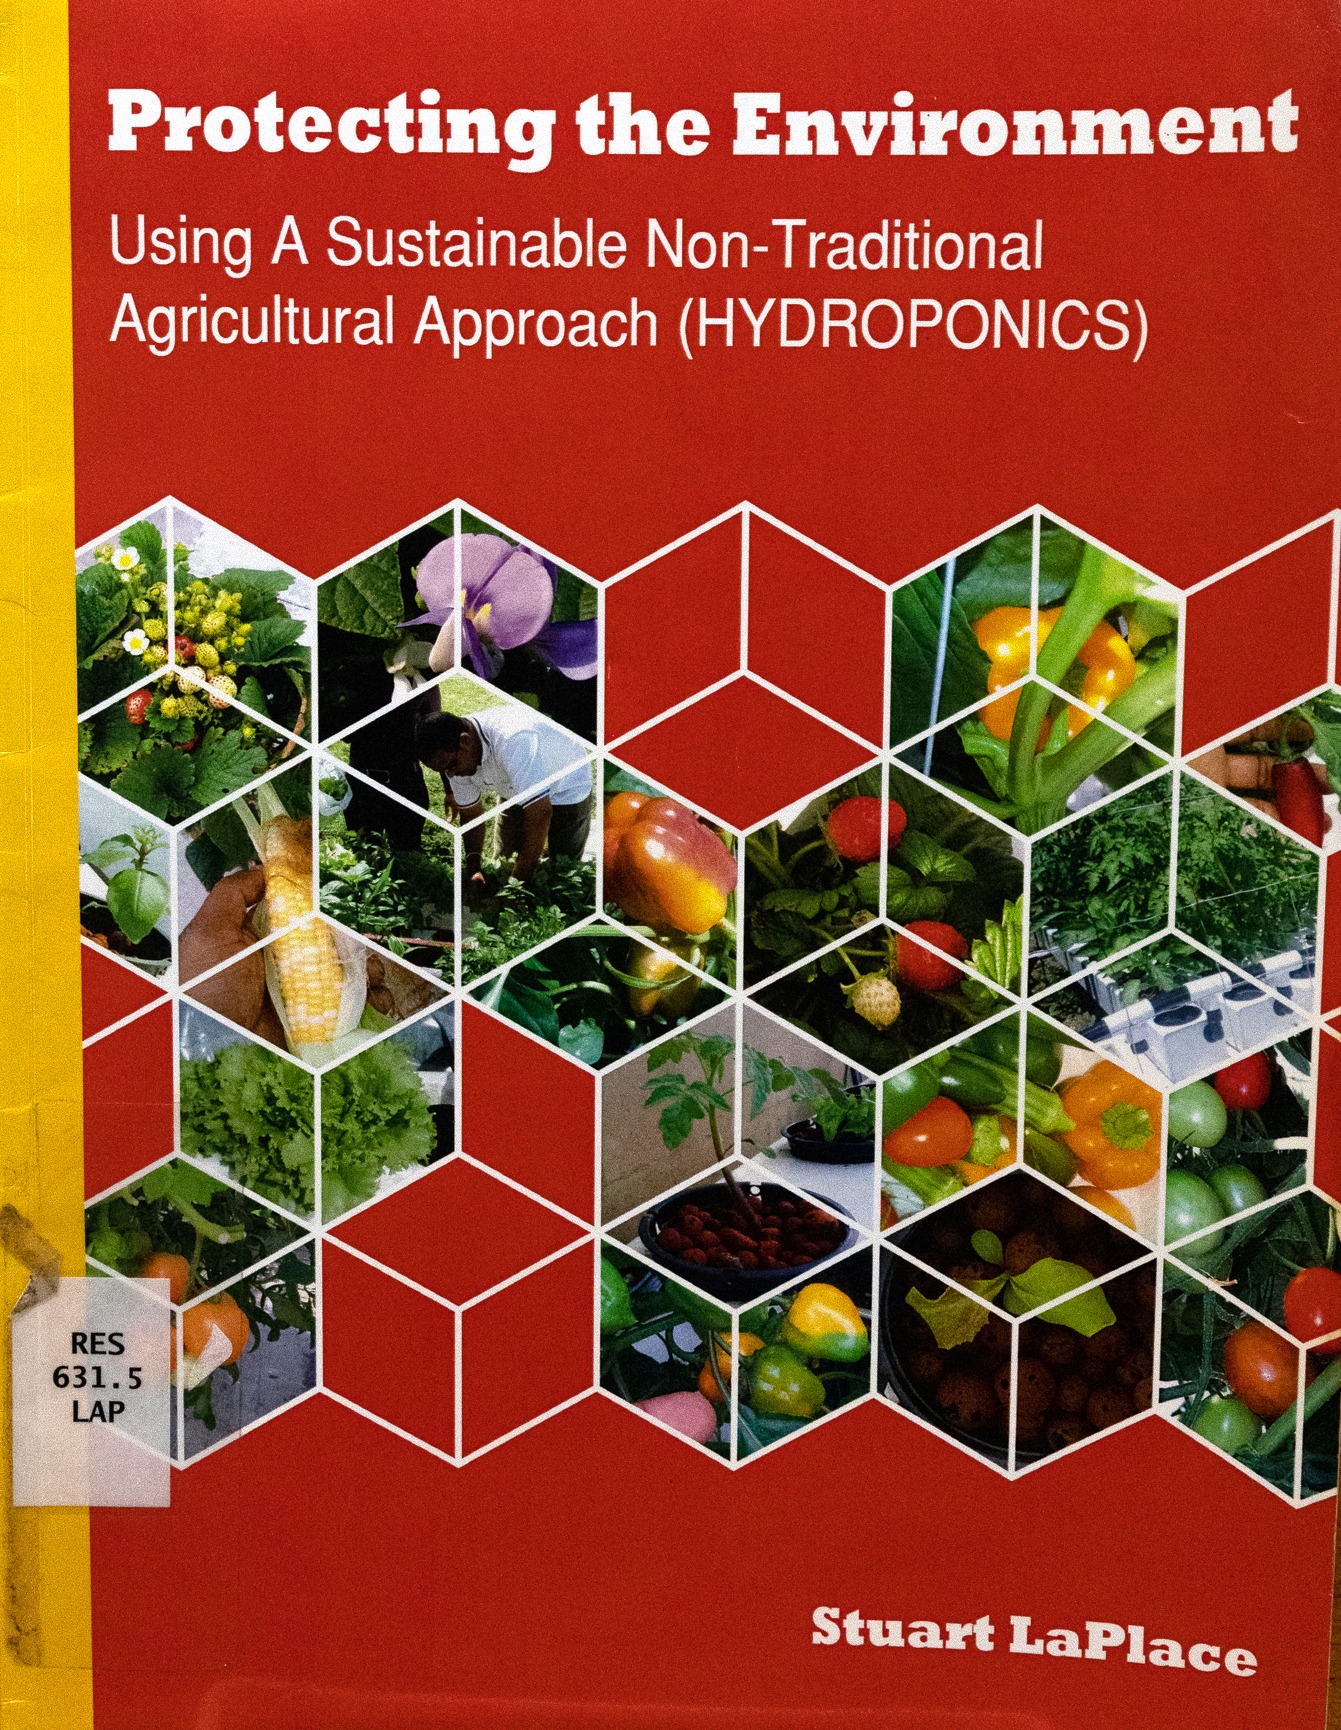 Protecting the Environment
Using A Sustainable Non-Traditional
Agricultural Approach (HYDROPONICS)
RES
631.5
LAP
Stuart LaPlace